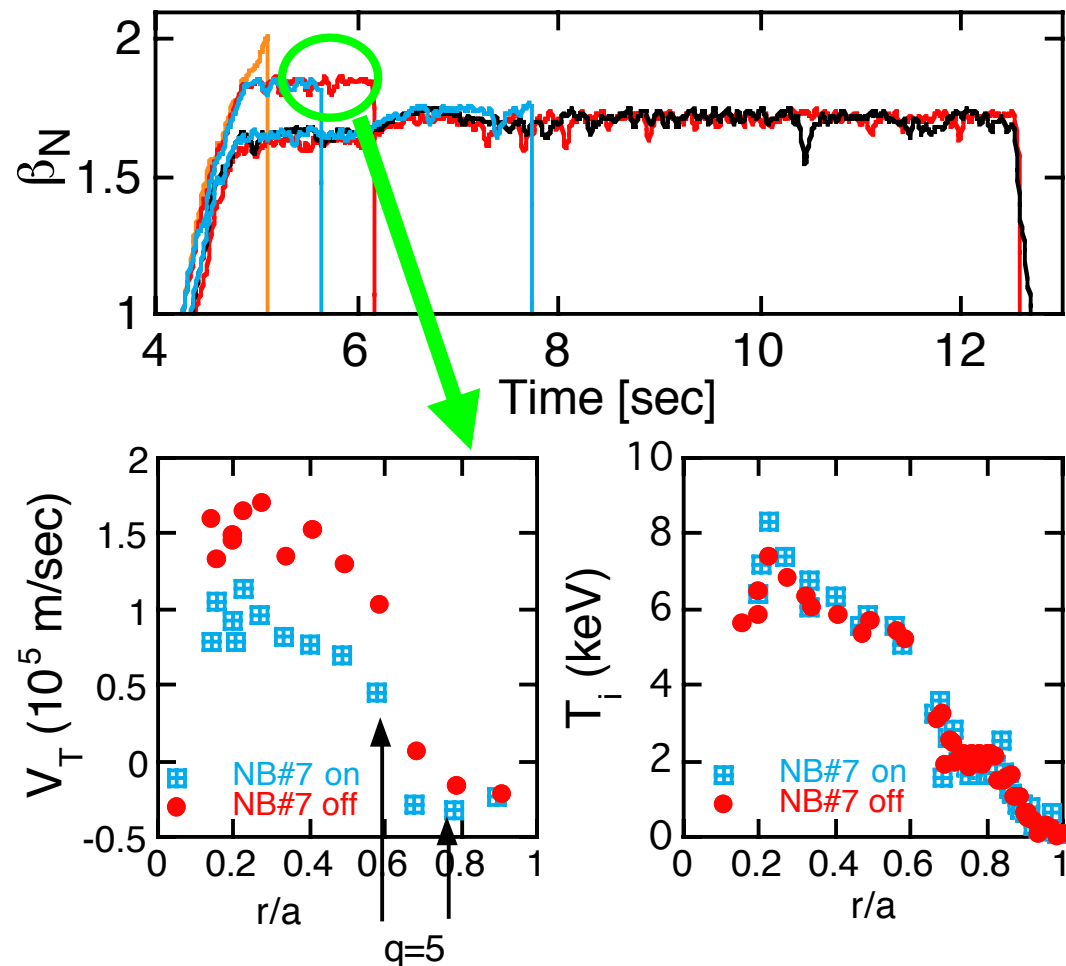 2
β_N
1.5
1
4 6 8 10 12
Time [sec]
2
1.5
1
0.5
0
-0.5
V_T (10^5 m/sec)
NB#7 on
NB#7 off
0 0.2 0.4 0.6 0.8 1
r/a
q=5
10
8
6
4
2
0
T_i (keV)
NB#7 on
NB#7 off
0 0.2 0.4 0.6 0.8 1
r/a